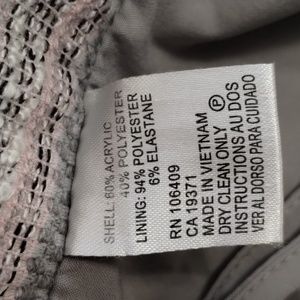 SHELL: 60% ACRYLIC
40% POLYESTER
LINING: 94% POLYESTER
6% ELASTANE
RN 106409
CA 19371
MADE IN VIETNAM
DRY CLEAN ONLY Ⓟ
INSTRUCTIONS AU DOS
VER AL DORSO PARA CUIDADO